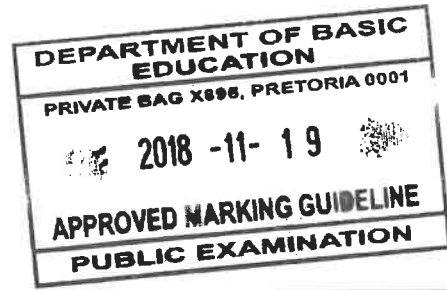 DEPARTMENT OF BASIC
EDUCATION
PRIVATE BAG X895, PRETORIA 0001
2018 -11- 19
APPROVED MARKING GUIDELINE
PUBLIC EXAMINATION